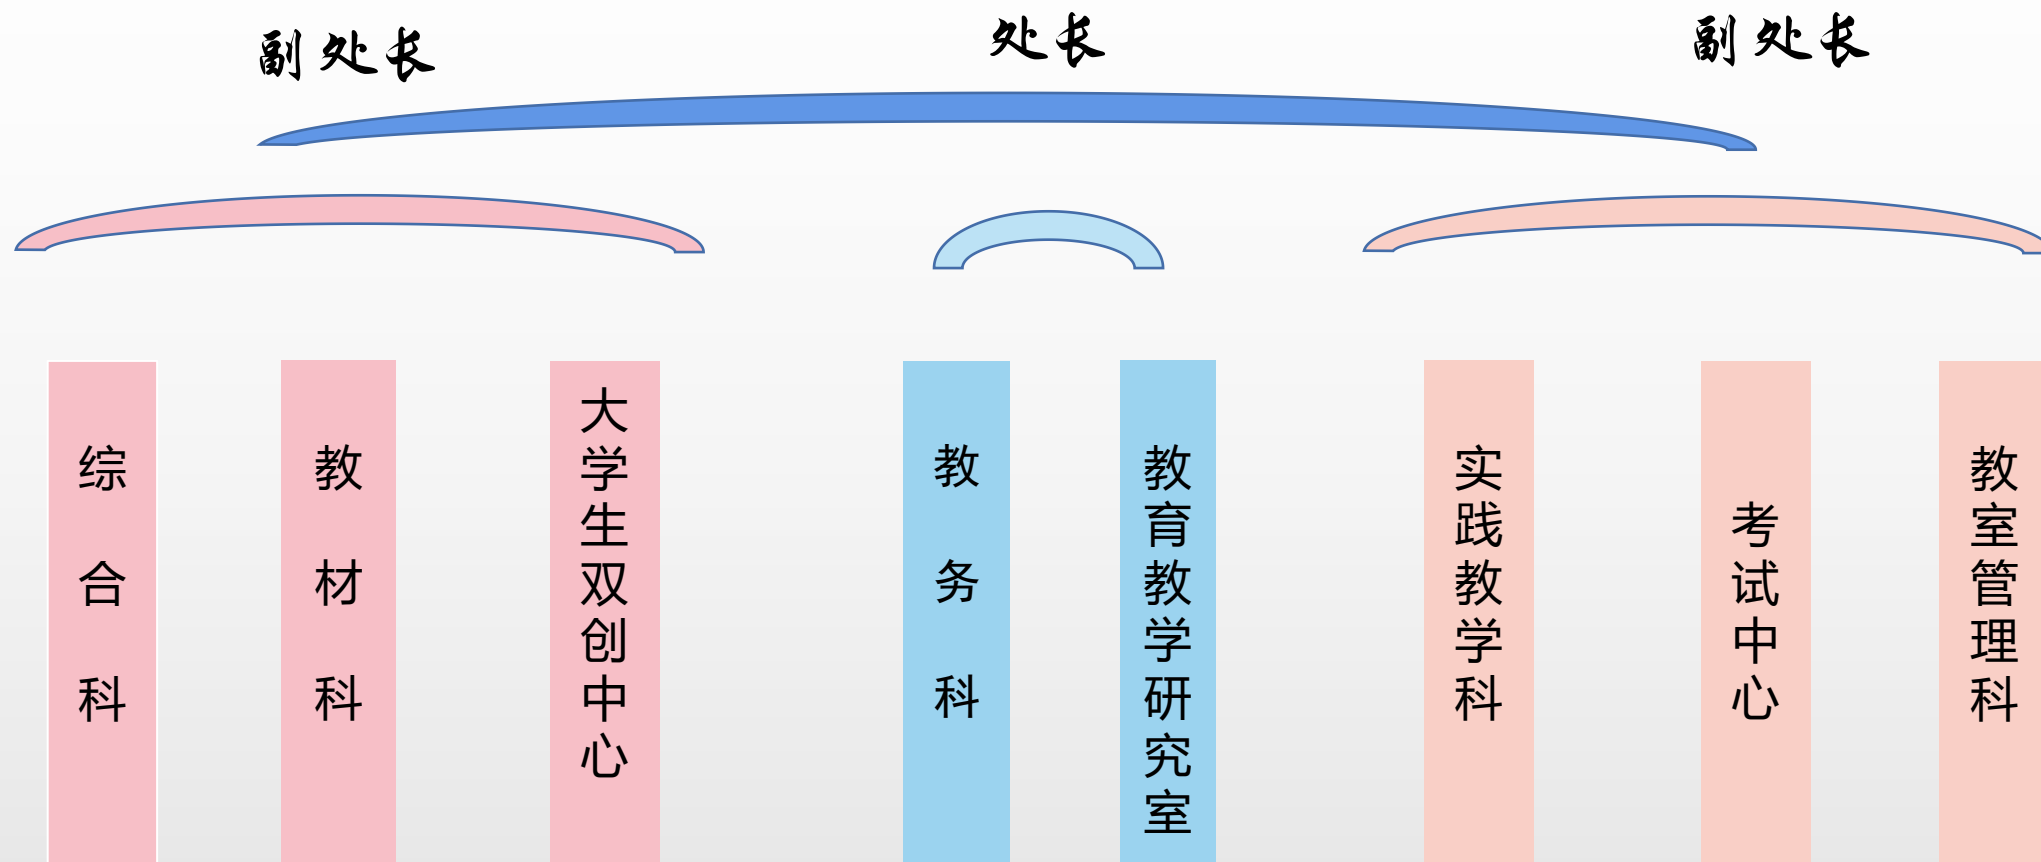 副处长
处长
副处长
综合科
教材科
大学生双创中心
教务科
教育教学研究室
实践教学科
考试中心
教室管理科